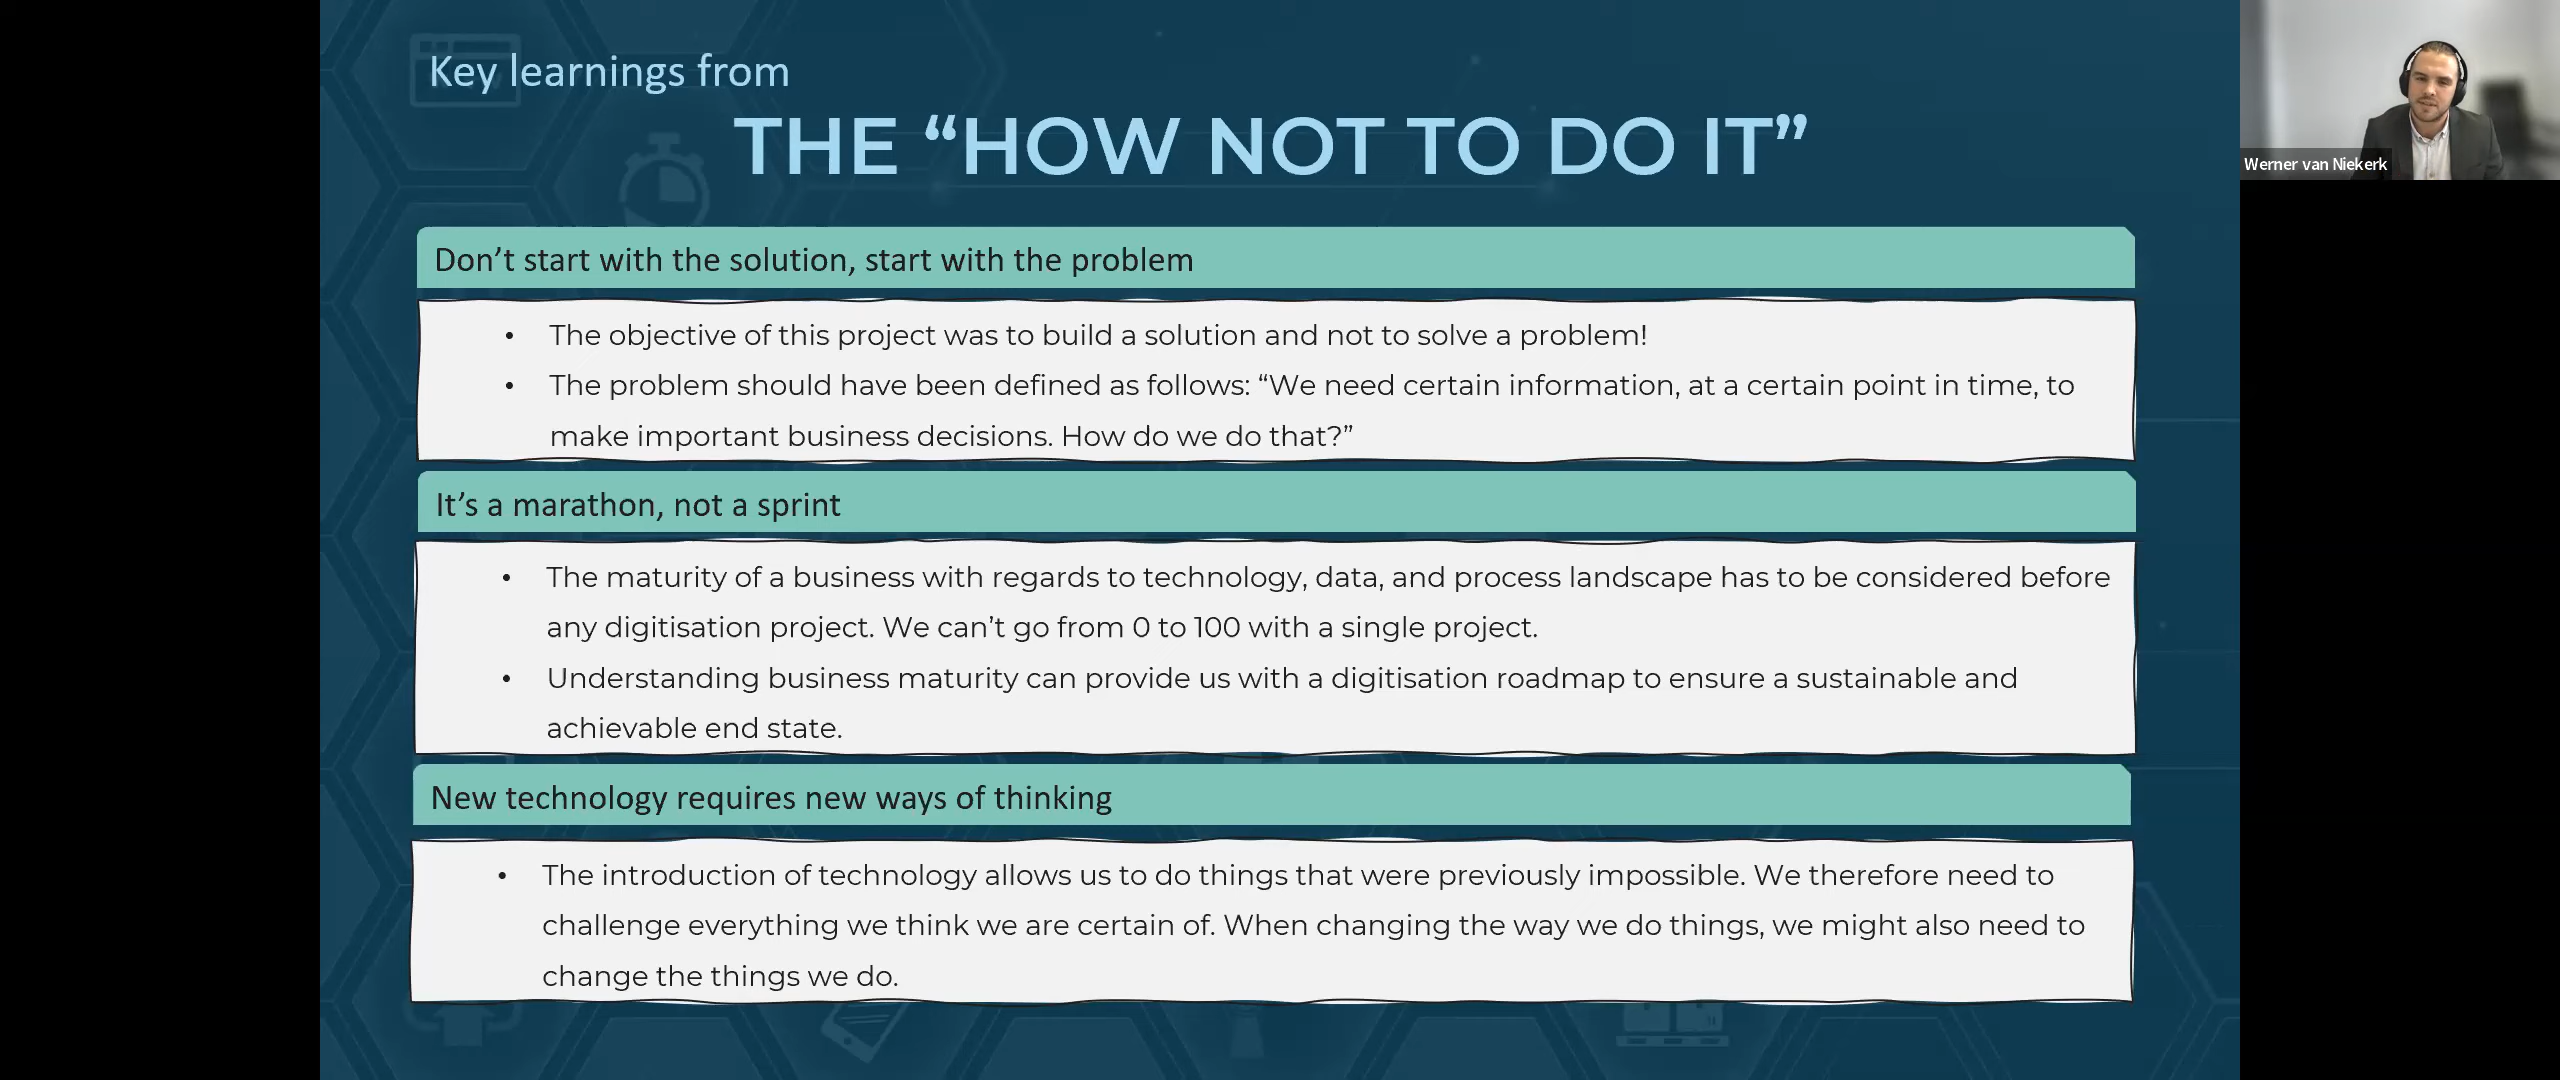 Key learnings from
THE “HOW NOT TO DO IT”
Werner van Niekerk
Don’t start with the solution, start with the problem
• The objective of this project was to build a solution and not to solve a problem!
• The problem should have been defined as follows: “We need certain information, at a certain point in time, to
make important business decisions. How do we do that?”
It’s a marathon, not a sprint
• The maturity of a business with regards to technology, data, and process landscape has to be considered before
any digitisation project. We can’t go from 0 to 100 with a single project.
• Understanding business maturity can provide us with a digitisation roadmap to ensure a sustainable and
achievable end state.
New technology requires new ways of thinking
• The introduction of technology allows us to do things that were previously impossible. We therefore need to
challenge everything we think we are certain of. When changing the way we do things, we might also need to
change the things we do.